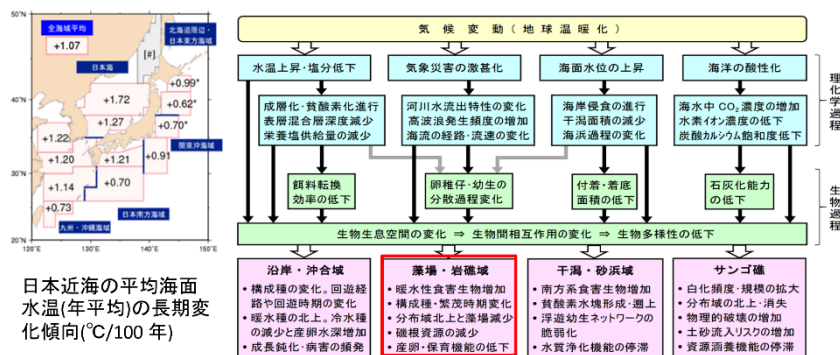 全海域平均
+1.07
北海道周辺・
日本東方海域
[#]
日本海
+0.99*
+1.72
+0.62*
+1.27
+0.70*
+1.22
関東沖海域
+1.20
+1.21
+0.91
+1.14
+0.70
+0.73
日本南方海域
九州・沖縄海域
50°N
40°N
30°N
20°N
120°E
130°E
140°E
150°E
日本近海の平均海面
水温(年平均)の長期変
化傾向(℃/100 年)
気 候 変 動 ( 地 球 温 暖 化 )
水温上昇・塩分低下
気象災害の激甚化
海面水位の上昇
海洋の酸性化
理化学過程
成層化・貧酸素化進行
表層混合層深度減少
栄養塩供給量の減少
河川水流出特性の変化
高波浪発生頻度の増加
海流の経路・流速の変化
海岸侵食の進行
干潟面積の減少
海浜過程の変化
海水中 CO₂ 濃度の増加
水素イオン濃度の低下
炭酸カルシウム飽和度低下
餌料転換
効率の低下
卵稚仔・幼生の
分散過程変化
付着・着底
面積の低下
石灰化能力
の低下
生物過程
生物生息空間の変化 ⇒ 生物間相互作用の変化 ⇒ 生物多様性の低下
沿岸・沖合域
• 構成種の変化。回遊経
路や回遊時期の変化
• 暖水種の北上。冷水種
の減少と産卵水深増加
• 成長鈍化・病害の頻発
藻場・岩礁域
• 暖水性食害生物増加
• 構成種・繁茂時期変化
• 分布域北上と藻場減少
• 磯根資源の減少
• 産卵・保育機能の低下
干潟・砂浜域
• 南方系食害生物増加
• 貧酸素水塊形成・遡上
• 浮遊幼生ネットワークの
脆弱化
• 水質浄化機能の停滞
サンゴ礁
• 白化頻度・規模の拡大
• 分布域の北上・消失
• 物理的破壊の増加
• 土砂流入リスクの増加
• 資源涵養機能の停滞